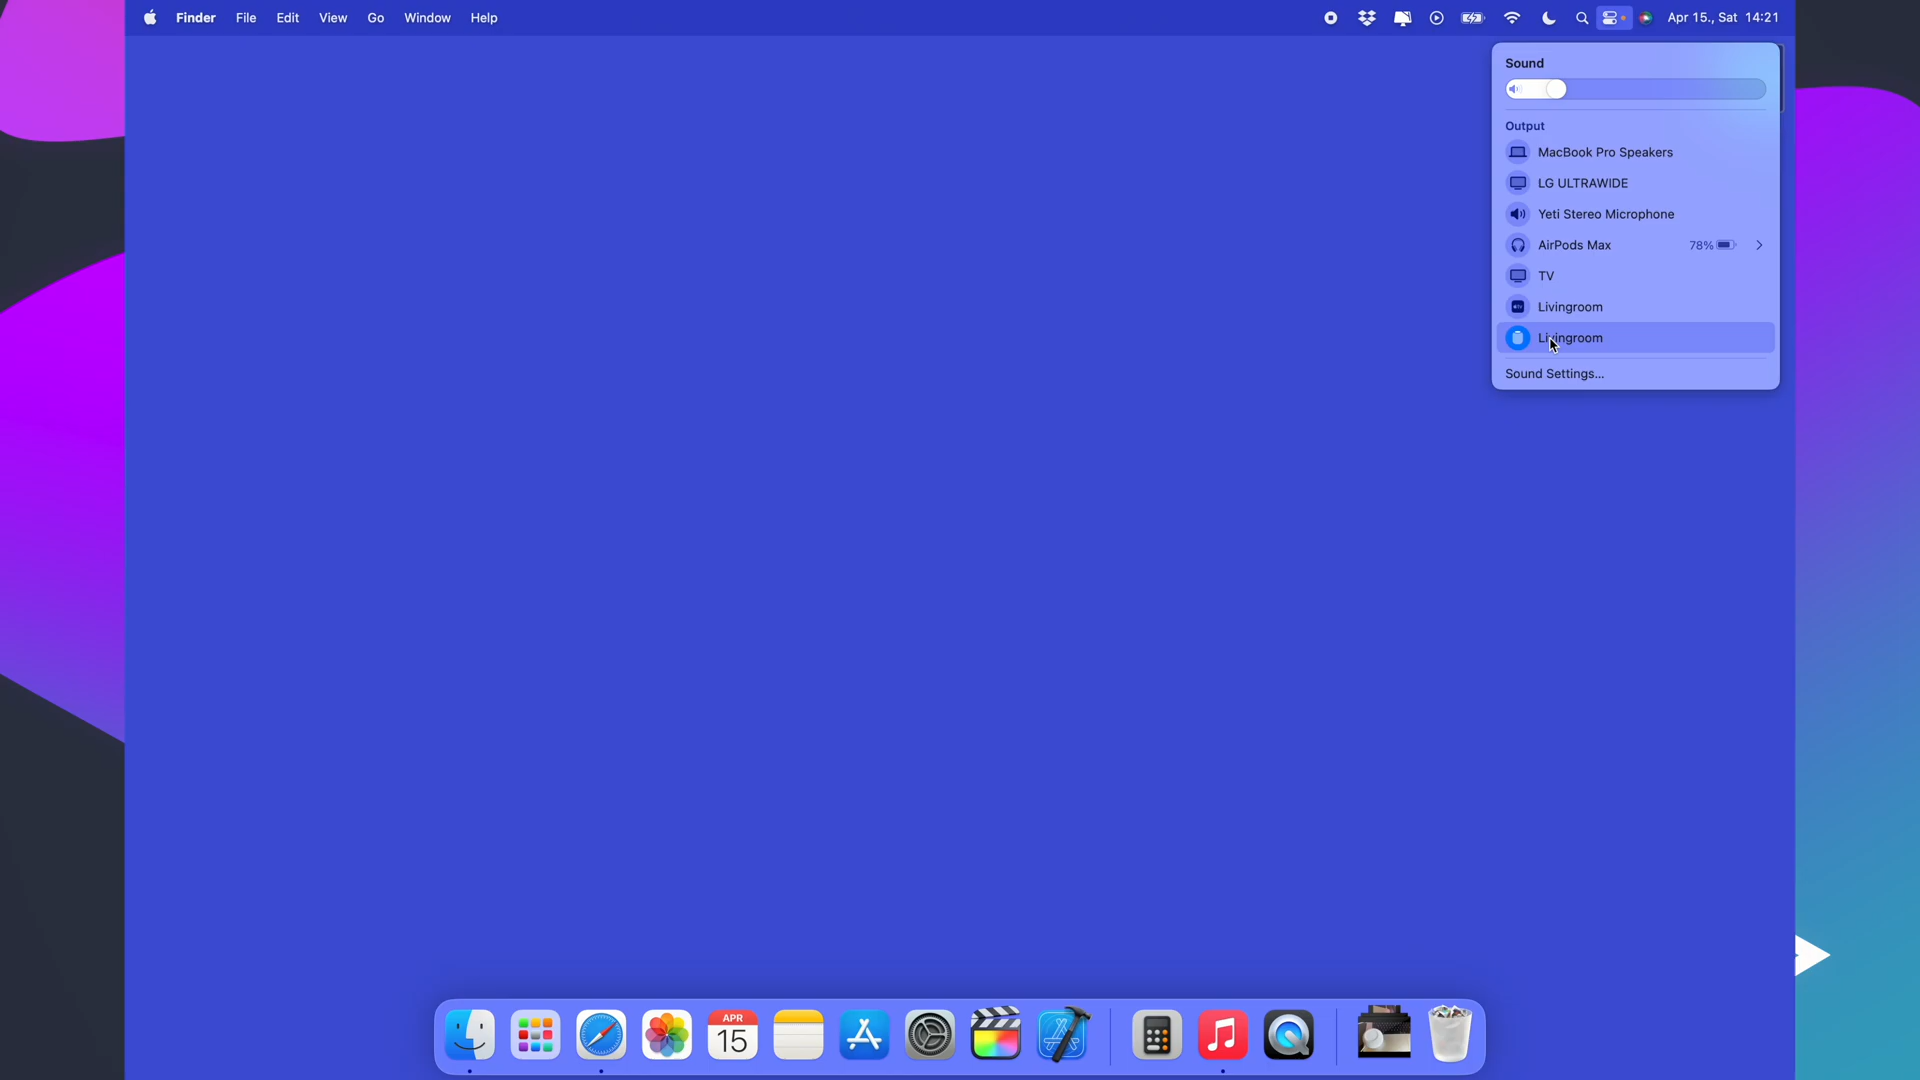 Finder File Edit View Go Window Help Apr 15., Sat 14:21
Sound
Output
MacBook Pro Speakers
LG ULTRAWIDE
Yeti Stereo Microphone
AirPods Max 78%
TV
Livingroom
Livingroom
Sound Settings...
APR
15